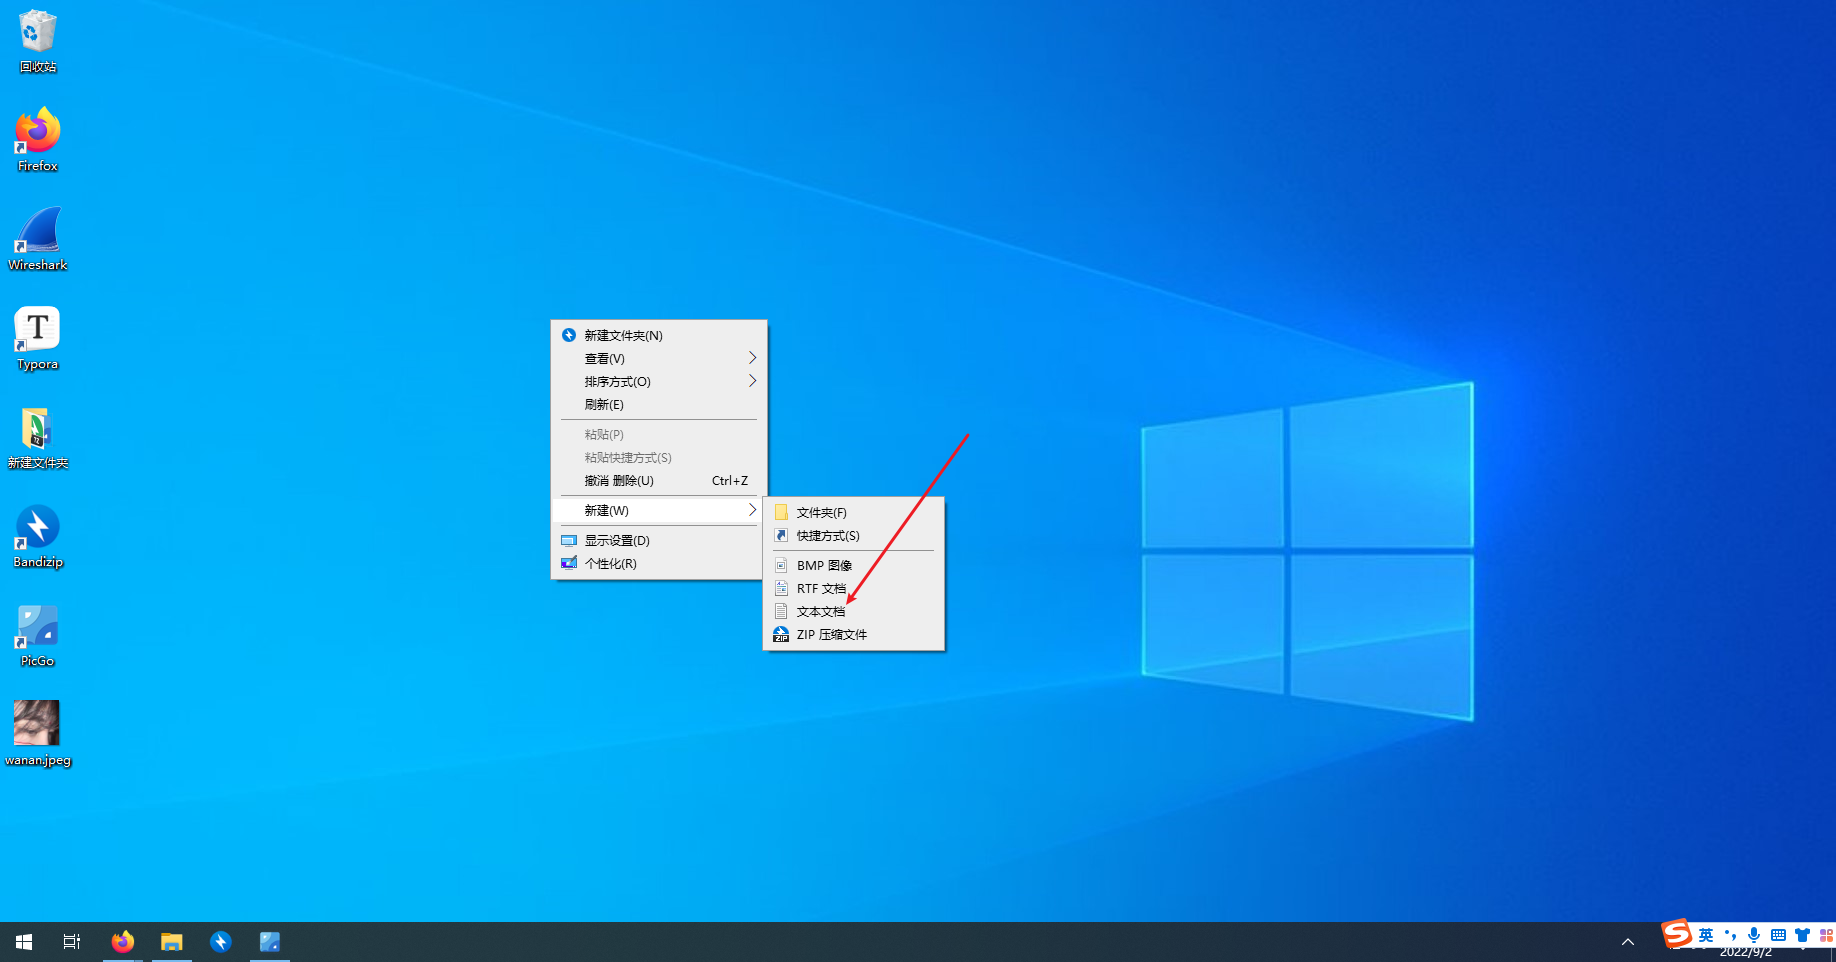 回收站
Firefox
Wireshark
T
Typora
新建文件夹
Bandizip
PicGo
wanan.jpeg
新建文件夹(N)
查看(V)
排序方式(O)
刷新(E)
粘贴(P)
粘贴快捷方式(S)
撤消 删除(U) Ctrl+Z
新建(W)
显示设置(D)
个性化(R)
文件夹(F)
快捷方式(S)
BMP 图像
RTF 文档
文本文档
ZIP 压缩文件
S 英
2022/9/2